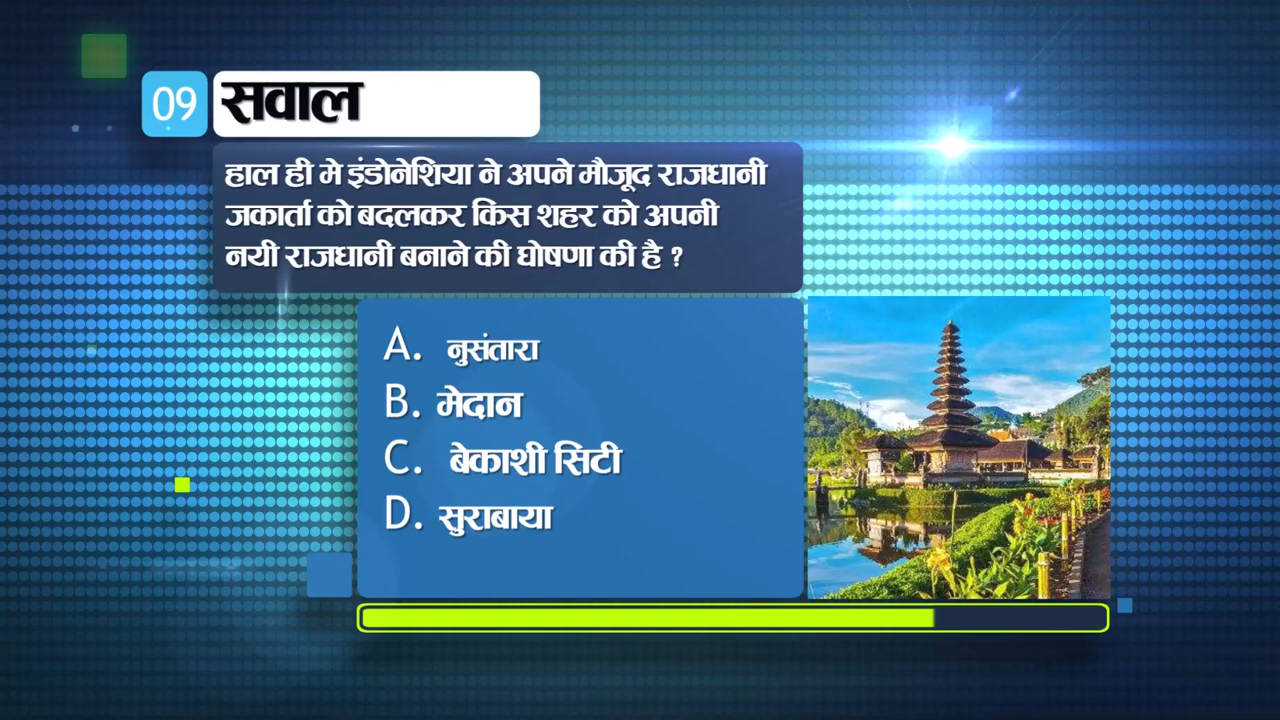 09 सवाल
हाल ही मे इंडोनेशिया ने अपने मौजूद राजधानी
जकार्ता को बदलकर किस शहर को अपनी
नयी राजधानी बनाने की घोषणा की है ?
A. नुसंतारा
B. मेदान
C. बेकाशी सिटी
D. सुराबाया